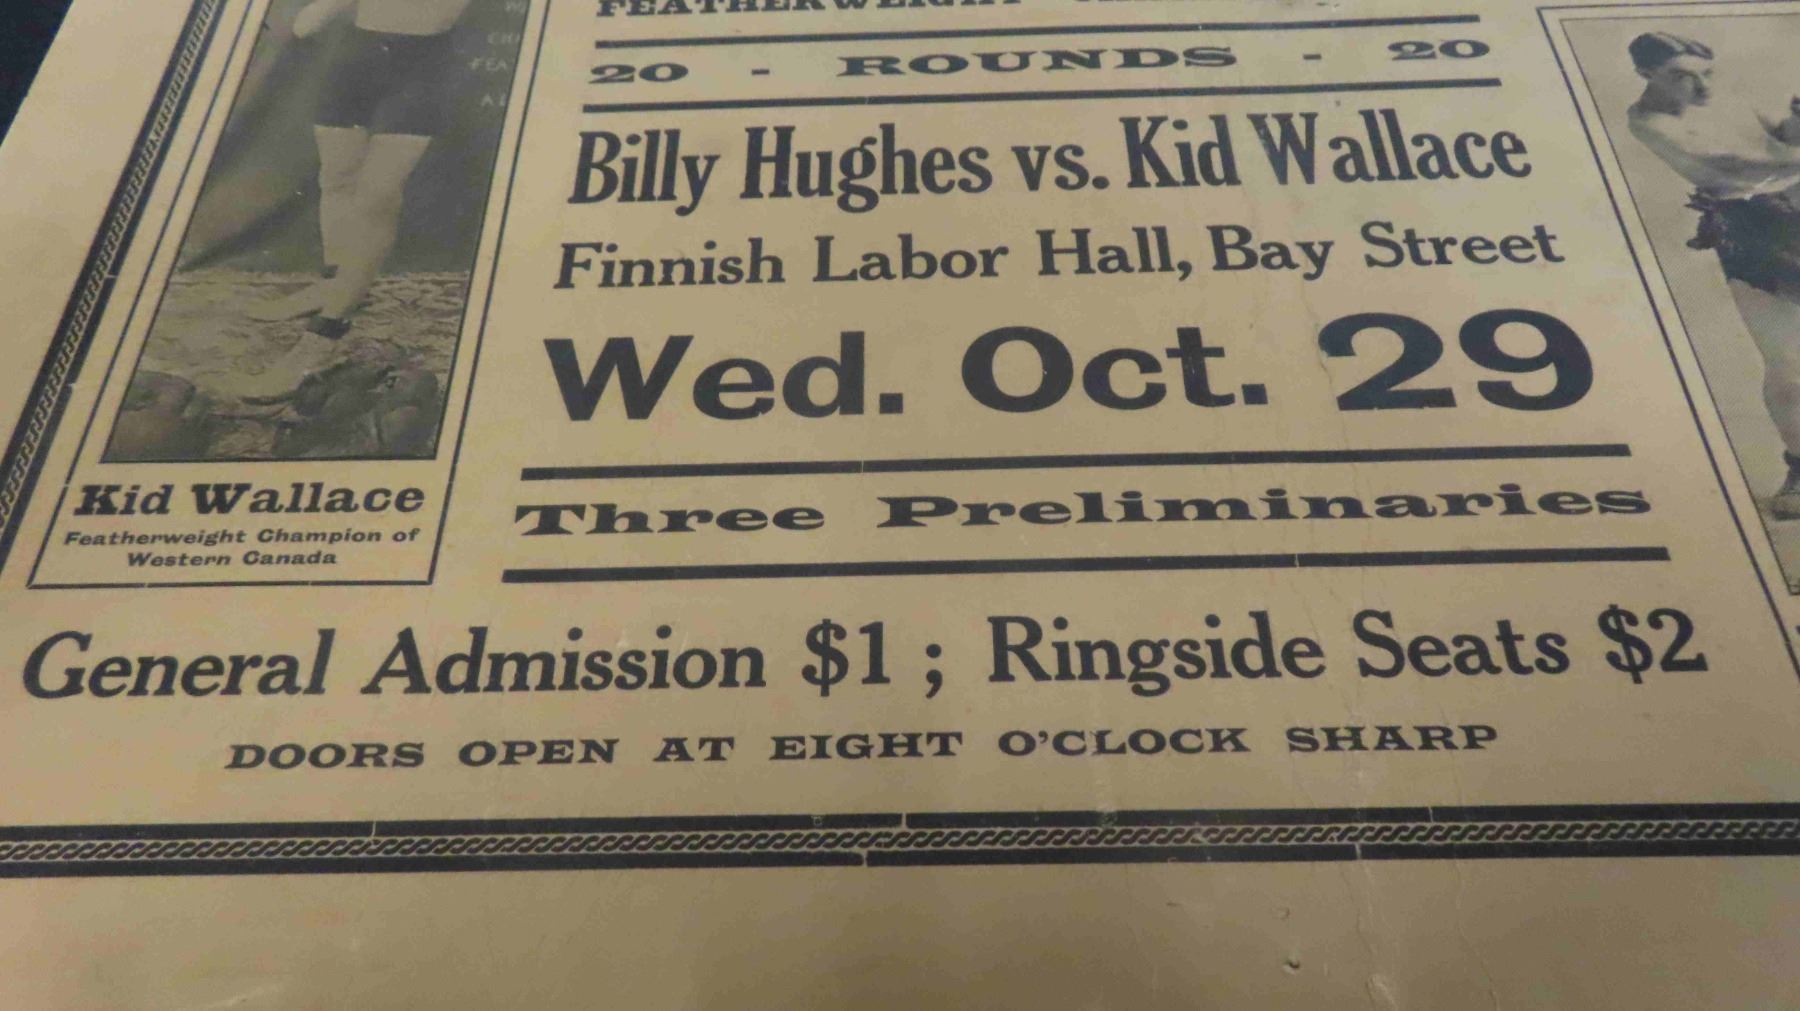 FEATHERWEIGHT
20 - ROUNDS - 20
Billy Hughes vs. Kid Wallace
Finnish Labor Hall, Bay Street
Wed. Oct. 29
Three Preliminaries
Kid Wallace
Featherweight Champion of
Western Canada
General Admission $1 ; Ringside Seats $2
DOORS OPEN AT EIGHT O'CLOCK SHARP